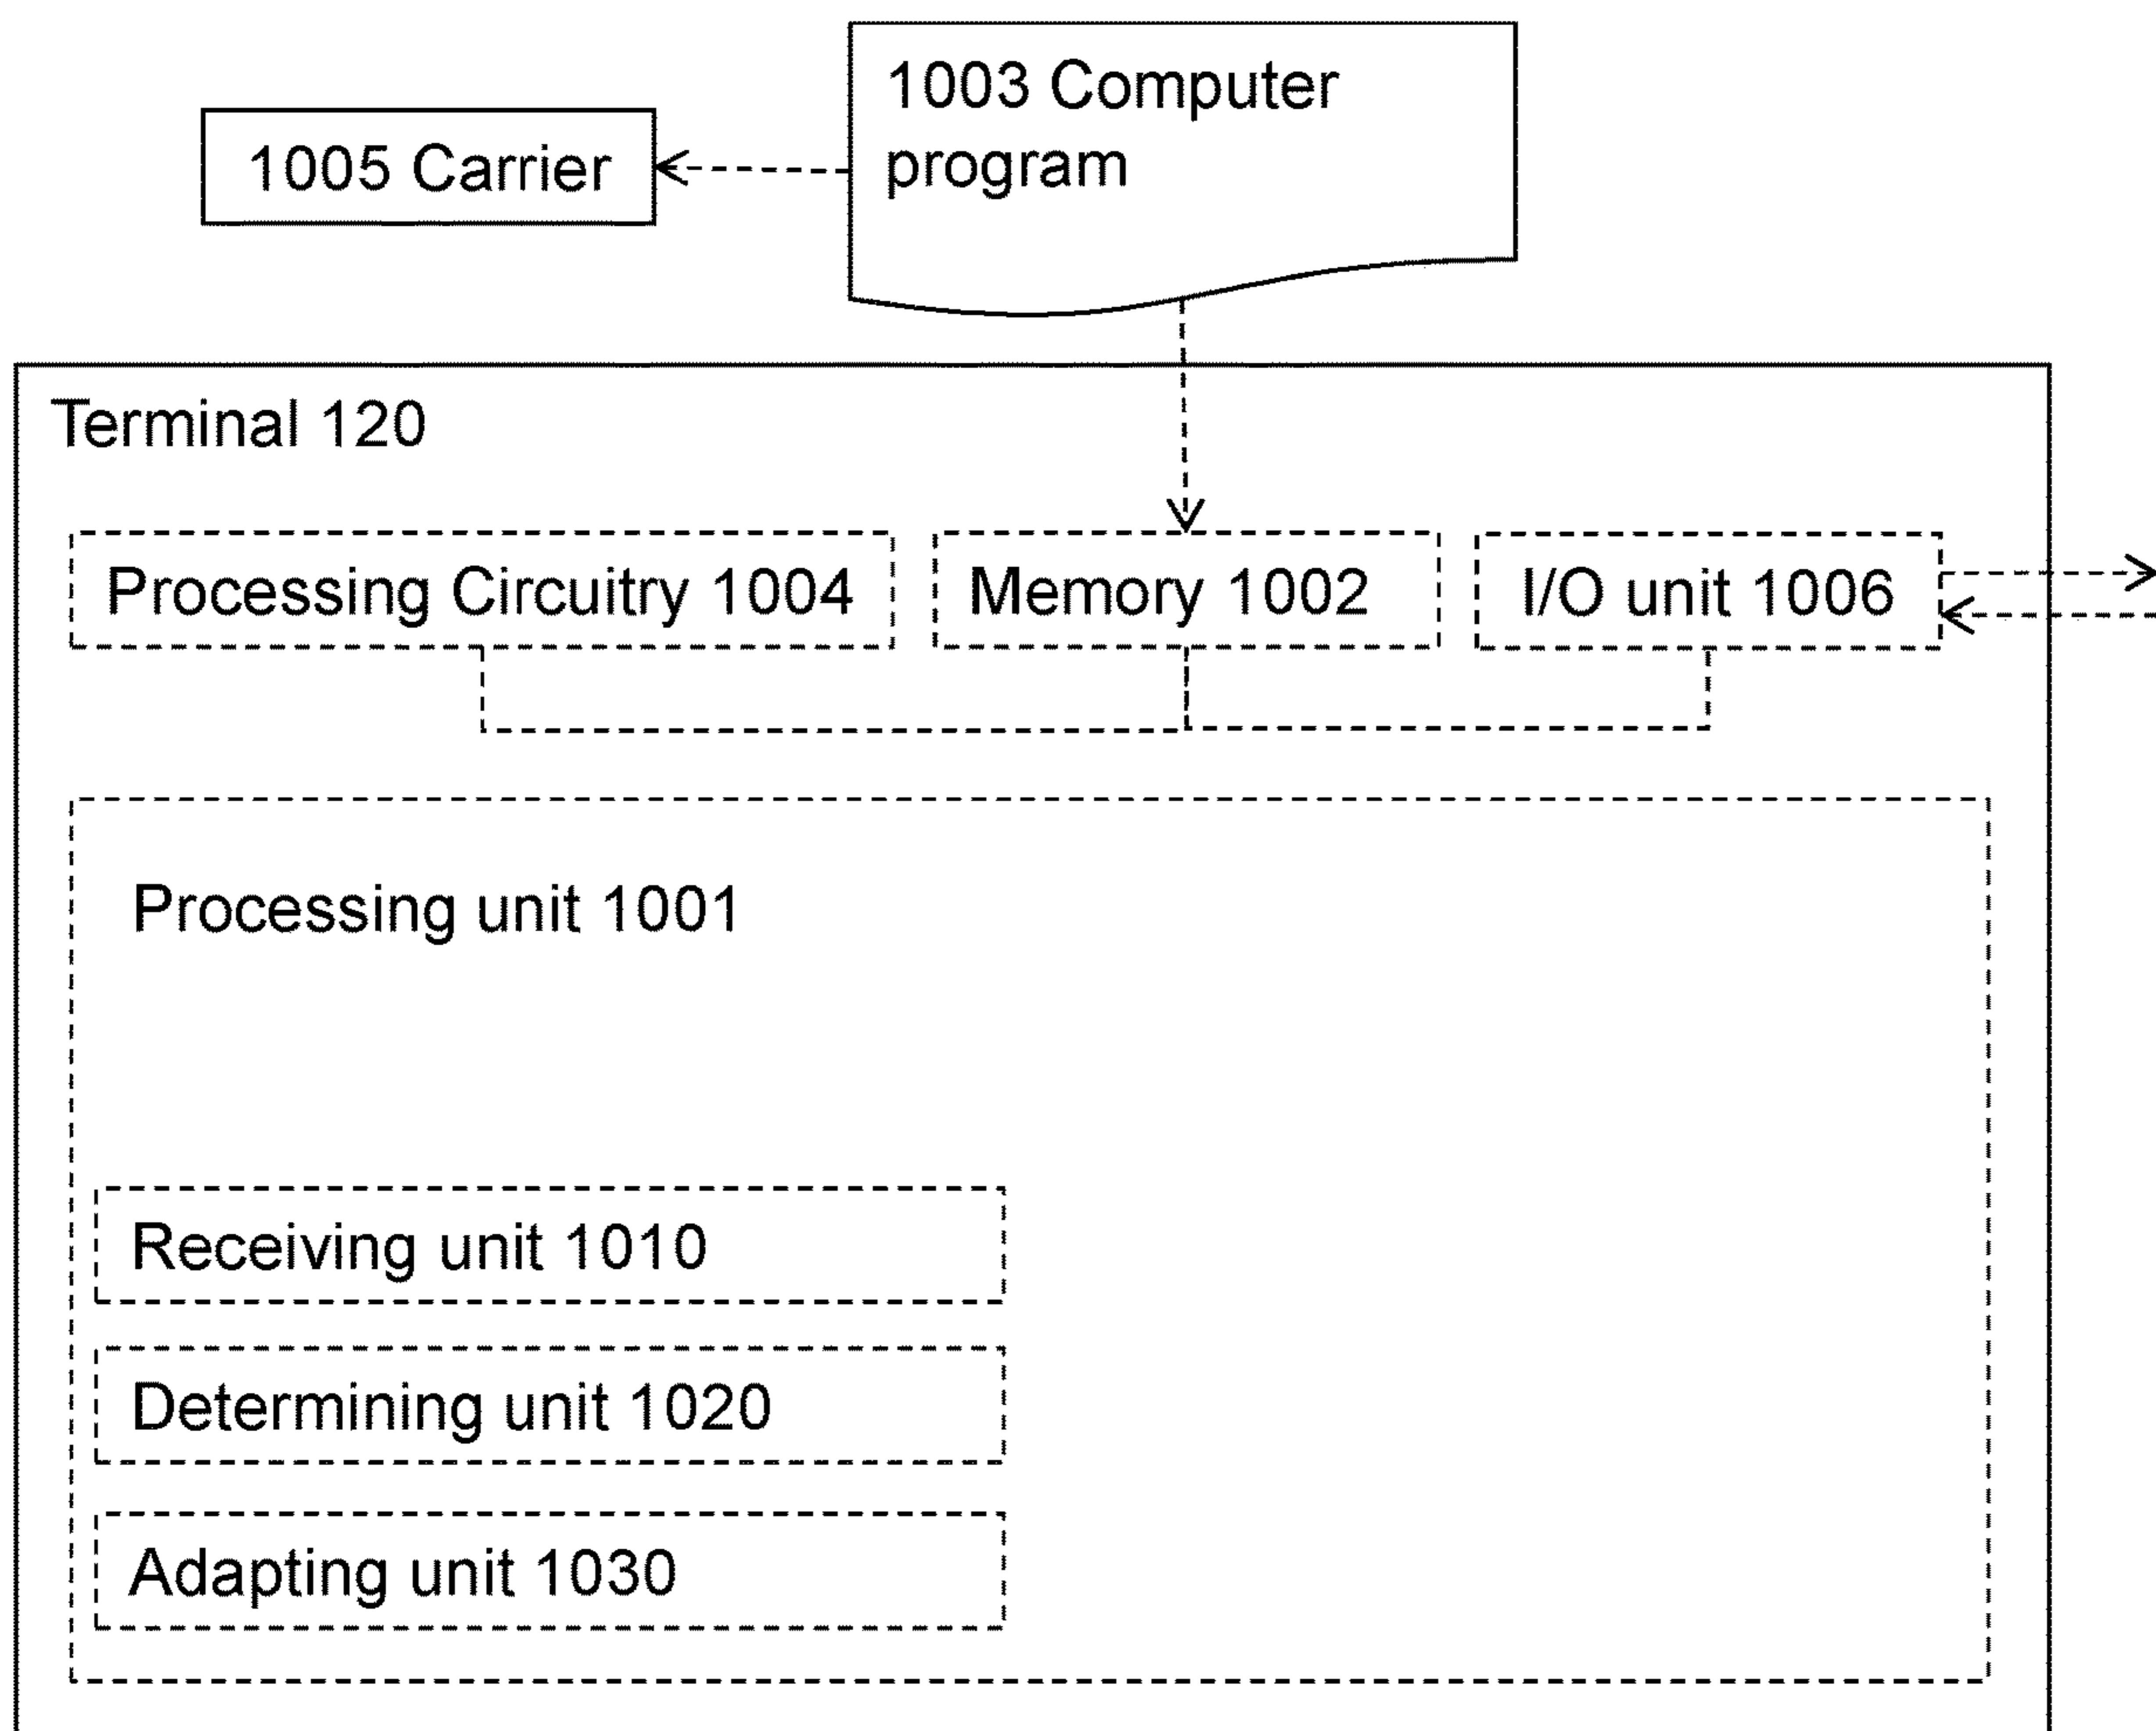 1003 Computer
program
1005 Carrier
Terminal 120
Processing Circuitry 1004
Memory 1002
I/O unit 1006
Processing unit 1001
Receiving unit 1010
Determining unit 1020
Adapting unit 1030